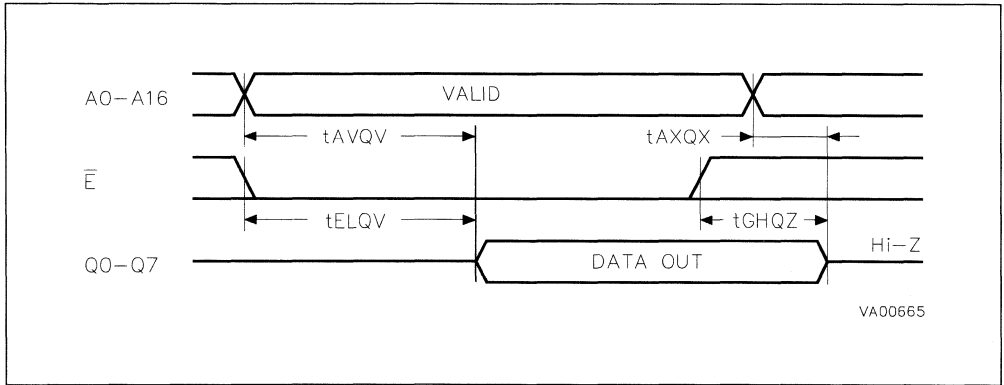 A0-A16
VALID
tAVQV
tAXQX
E̅
tELQV
tGHQZ
Q0-Q7
DATA OUT
Hi-Z
VA00665